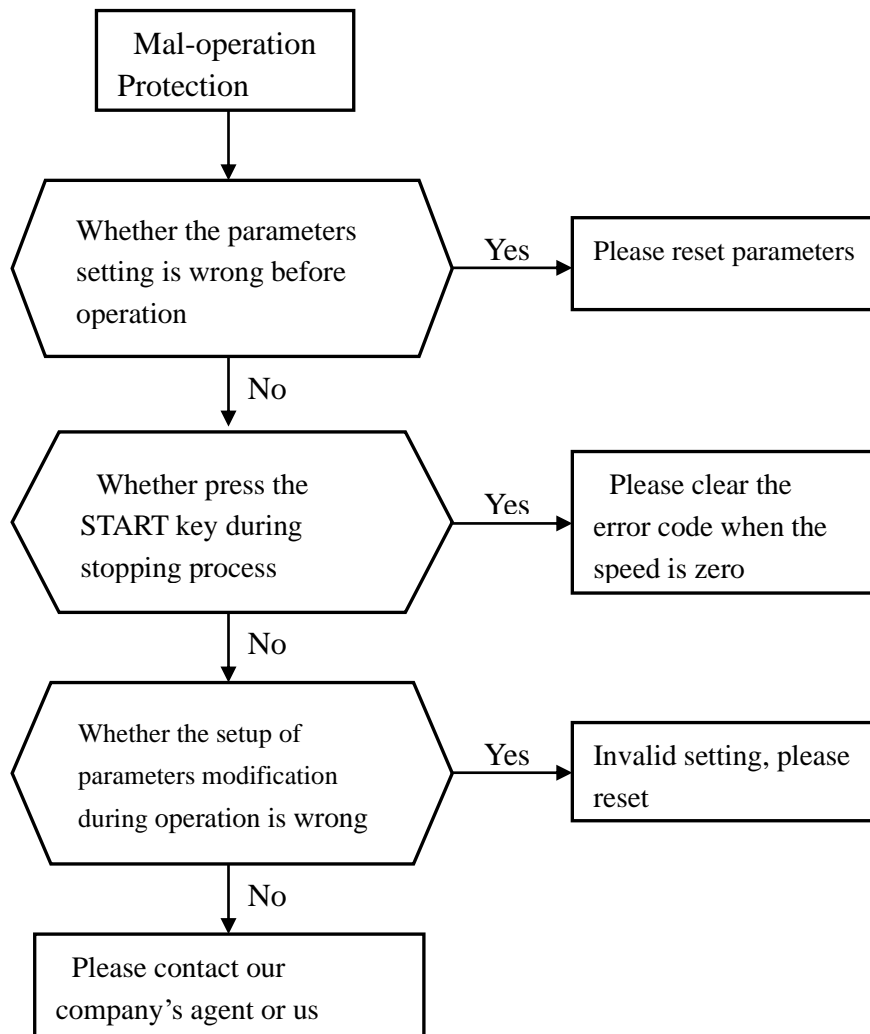 Mal-operation
Protection
Whether the parameters
setting is wrong before
operation
Yes
Please reset parameters
No
Whether press the
START key during
stopping process
Yes
Please clear the
error code when the
speed is zero
No
Whether the setup of
parameters modification
during operation is wrong
Yes
Invalid setting, please
reset
No
Please contact our
company’s agent or us